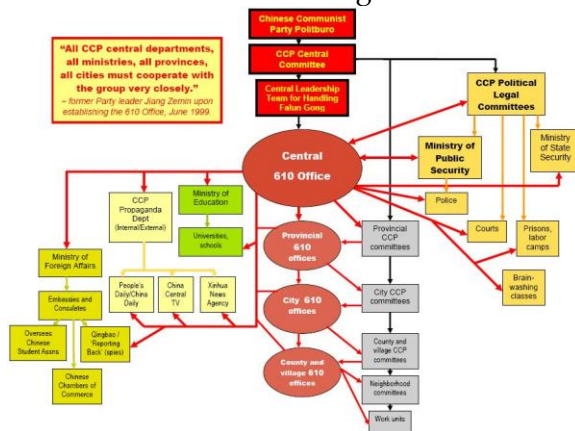 Chinese Communist
Party Politburo
CCP Central
Committee
Central Leadership
Team for Handling
Falun Gong
“All CCP central departments,
all ministries, all provinces,
all cities must cooperate with
the group very closely.”
– former Party leader Jiang Zemin upon
establishing the 610 Office, June 1999.
CCP Political
Legal
Committees
Ministry of
Public
Security
Ministry
of State
Security
Central
610 Office
Police
Courts
Prisons,
labor
camps
Brain-
washing
classes
CCP
Propaganda
Dept
(Internal/External)
Ministry of
Education
Universities,
schools
Provincial
610
offices
Provincial
CCP
committees
Ministry of
Foreign Affairs
Embassies and
Consulates
People's
Daily/China
Daily
China
Central
TV
Xinhua
News
Agency
City 610
offices
City CCP
committees
Overseas
Chinese
Student Assns
Qingbao /
'Reporting
Back' (spies)
Chinese
Chambers of
Commerce
County and
village 610
offices
County and
village CCP
committees
Neighborhood
committees
Work units